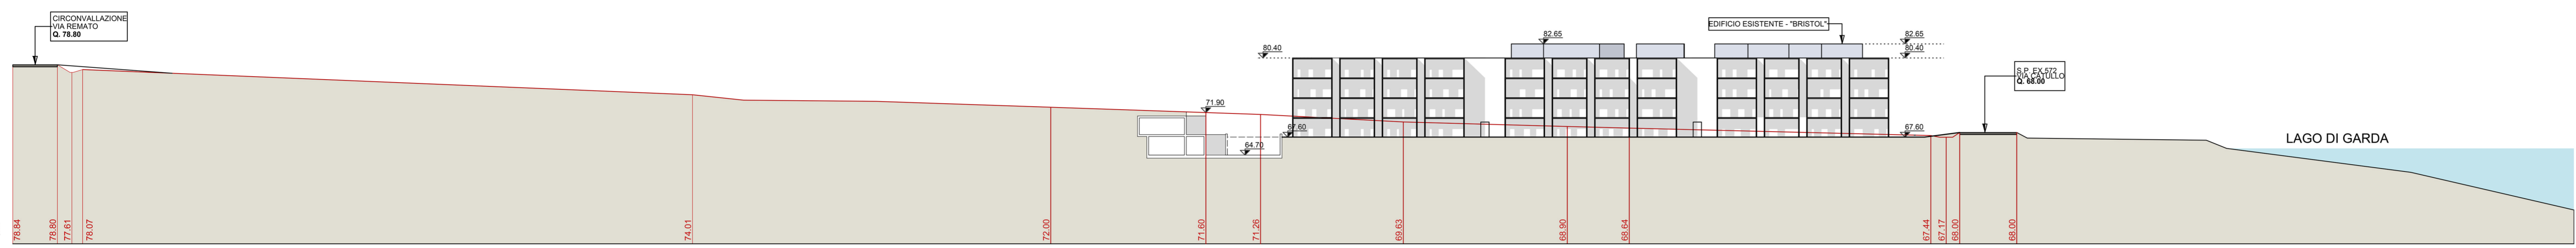 CIRCONVALLAZIONE
VIA REMATO
Q. 78.80
80.40
82.65
EDIFICIO ESISTENTE - "BRISTOL"
82.65
80.40
S.P. EX 572
VIA CATULLO
Q. 68.00
71.90
67.60
64.70
67.60
LAGO DI GARDA
78.84
78.80
77.61
78.07
74.01
72.00
71.60
71.26
69.63
68.90
68.64
67.44
67.17
68.00
68.00